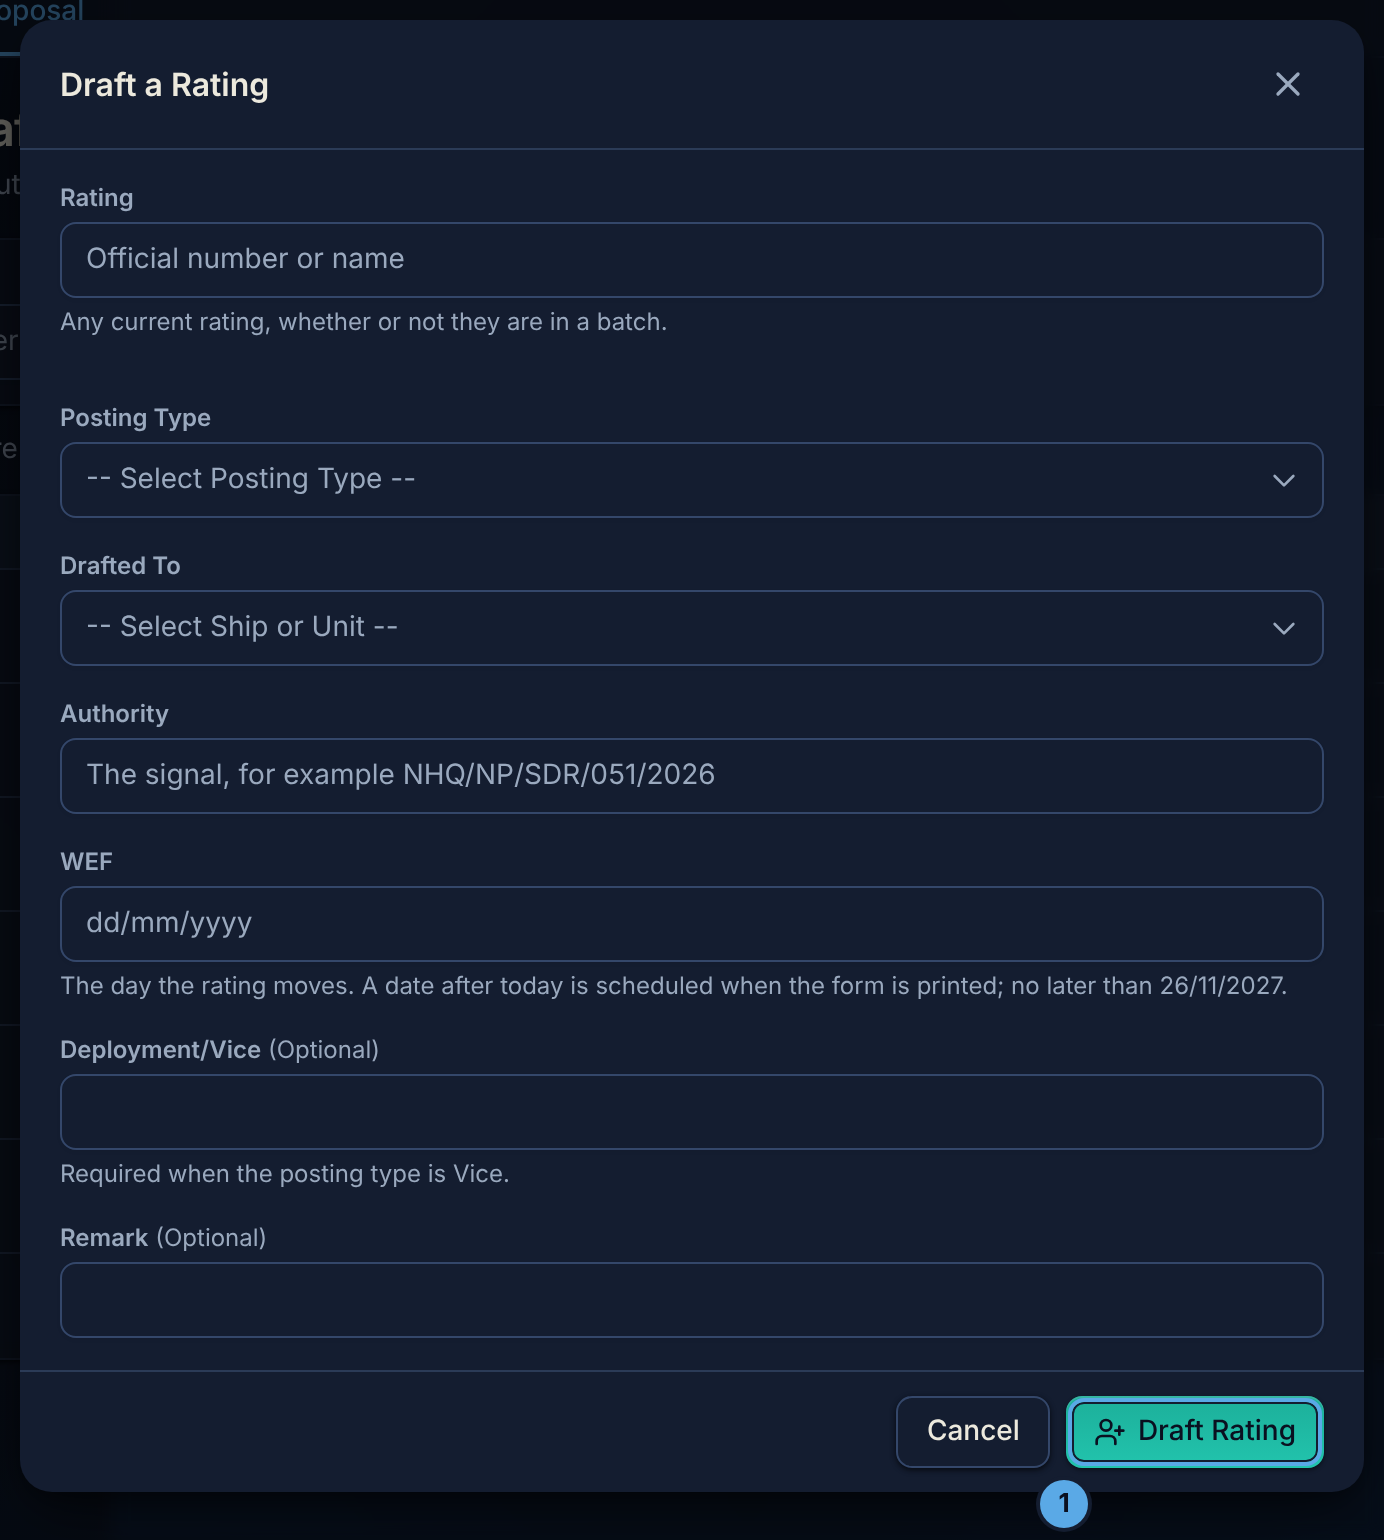 oposal
Draft a Rating
Rating
Official number or name
Any current rating, whether or not they are in a batch.
Posting Type
-- Select Posting Type --
Drafted To
-- Select Ship or Unit --
Authority
The signal, for example NHQ/NP/SDR/051/2026
WEF
dd/mm/yyyy
The day the rating moves. A date after today is scheduled when the form is printed; no later than 26/11/2027.
Deployment/Vice (Optional)
Required when the posting type is Vice.
Remark (Optional)
Cancel
Draft Rating
1